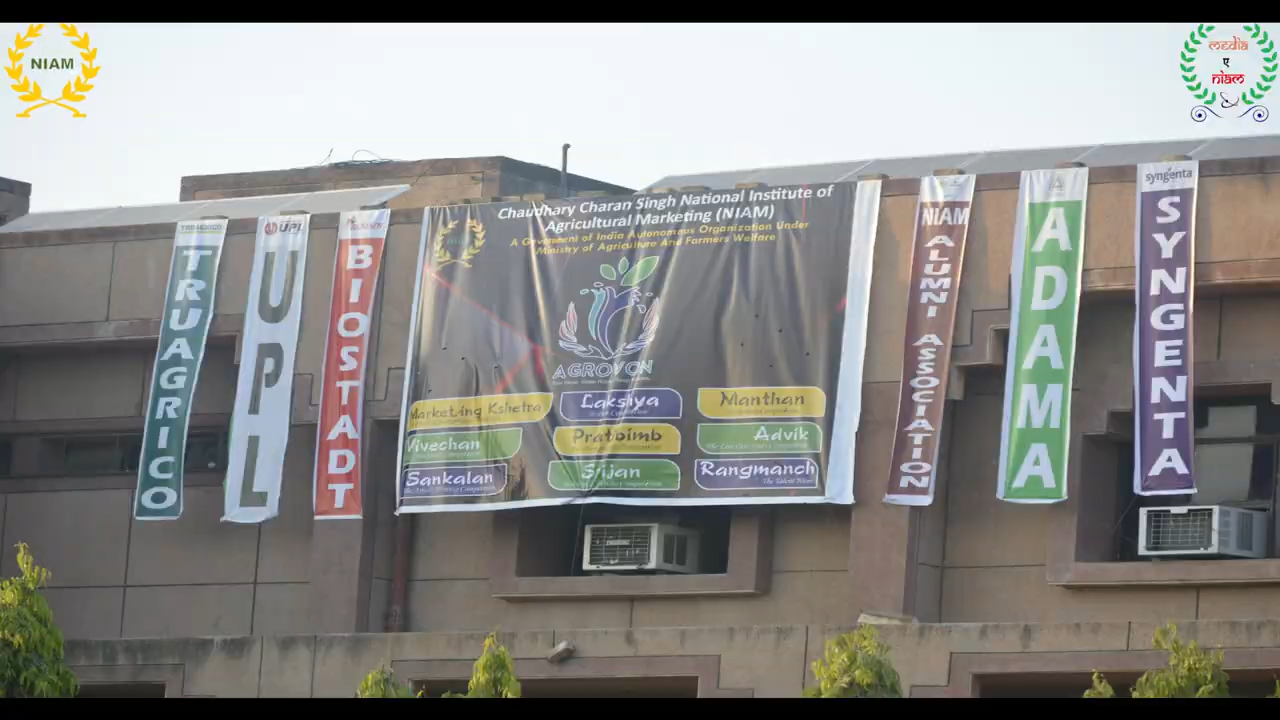 NIAM
media
ए
niam
Chaudhary Charan Singh National Institute of
Agricultural Marketing (NIAM)
A Government of India Autonomous Organization Under
Ministry of Agriculture And Farmers Welfare
AGROVON
Marketing Kshetra
Lakshya
Manthan
Vivechan
Pratbimb
Advik
Sankalan
Srijan
Rangmanch
The Talent Show
TRUAGRICO
UPL
UPL
BIOSTADT
NIAM ALUMNI ASSOCIATION
ADAMA
syngenta
SYNGENTA